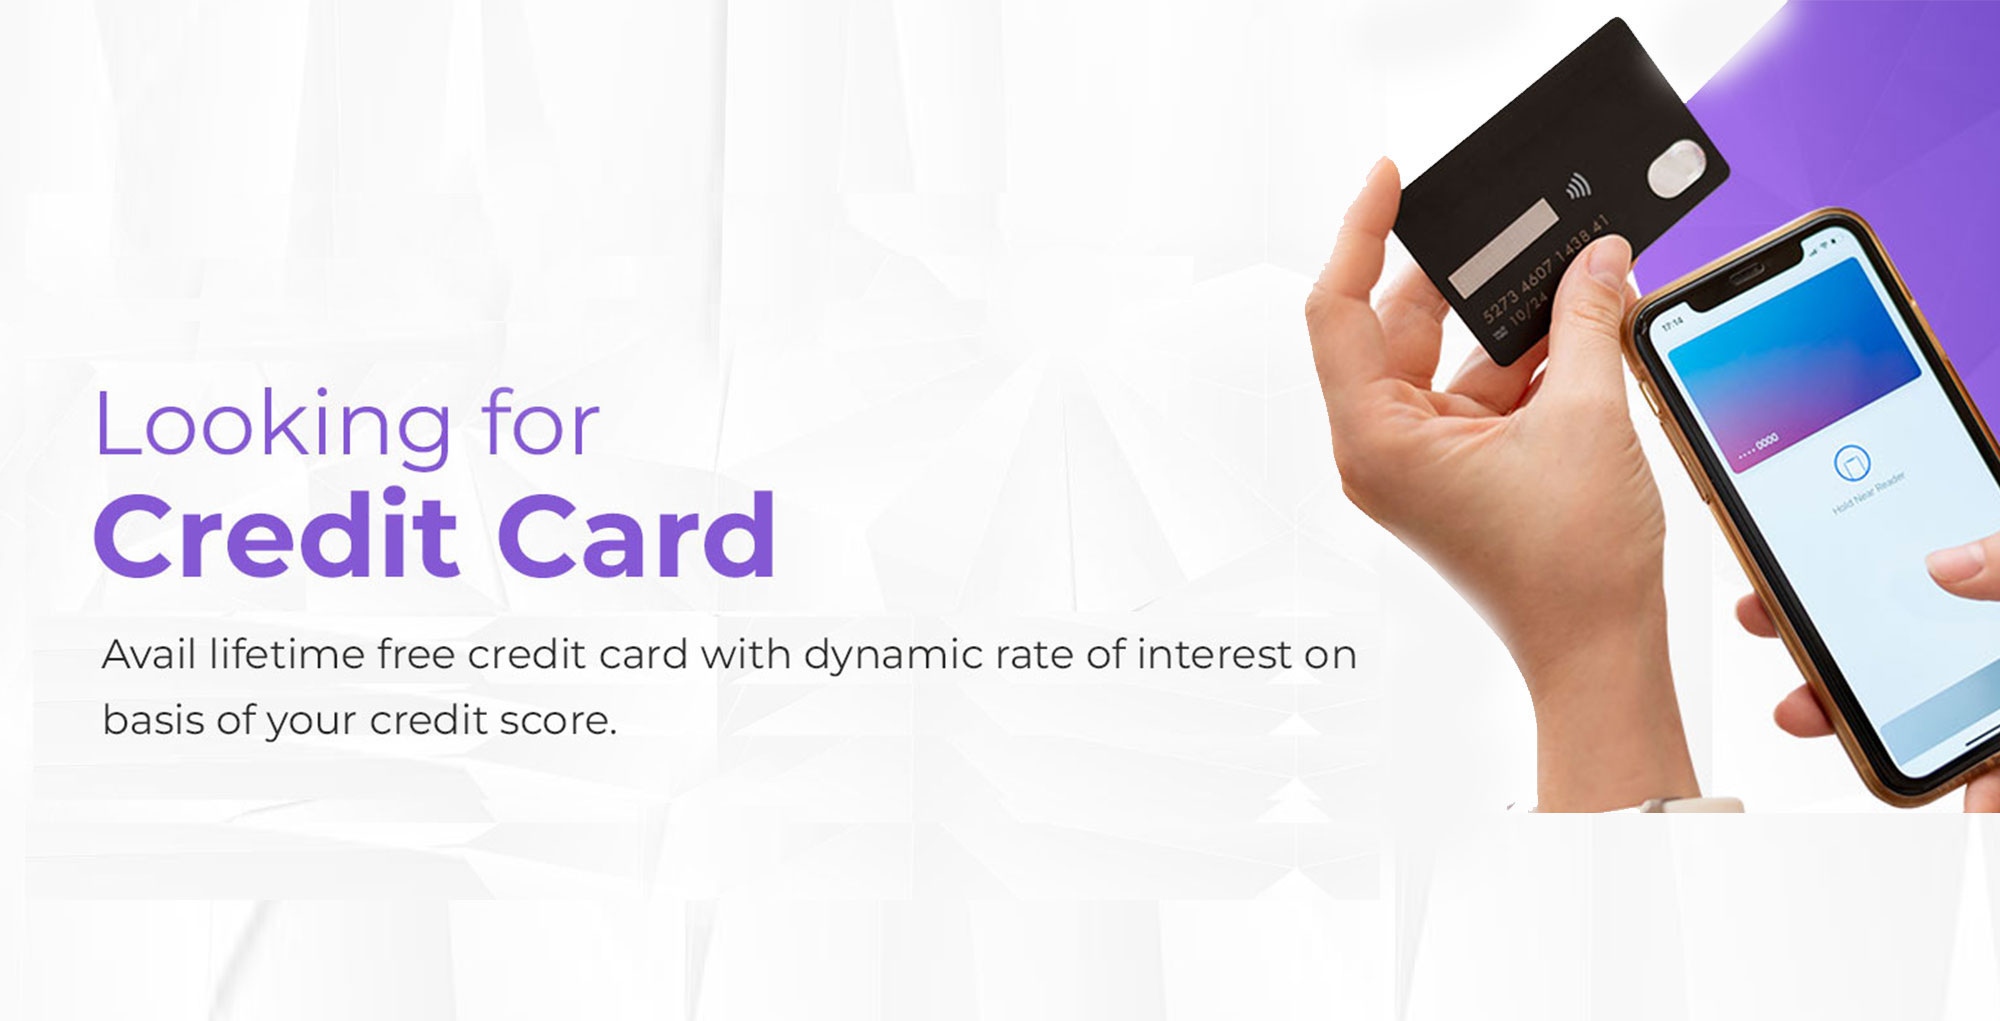 Looking for
Credit Card
Avail lifetime free credit card with dynamic rate of interest on
basis of your credit score.
5273 4607 1438 41
10/24
17:14
.... 0000
Hold Near Reader